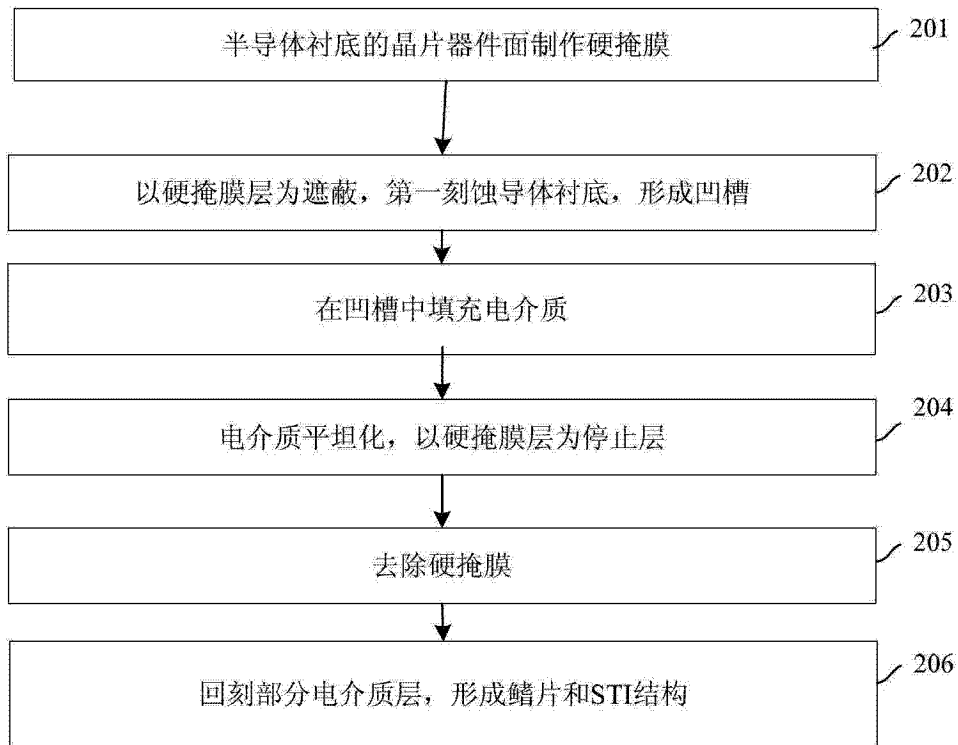 半导体衬底的晶片器件面制作硬掩膜
201
以硬掩膜层为遮蔽，第一刻蚀导体衬底，形成凹槽
202
在凹槽中填充电介质
203
电介质平坦化，以硬掩膜层为停止层
204
去除硬掩膜
205
回刻部分电介质层，形成鳍片和STI结构
206